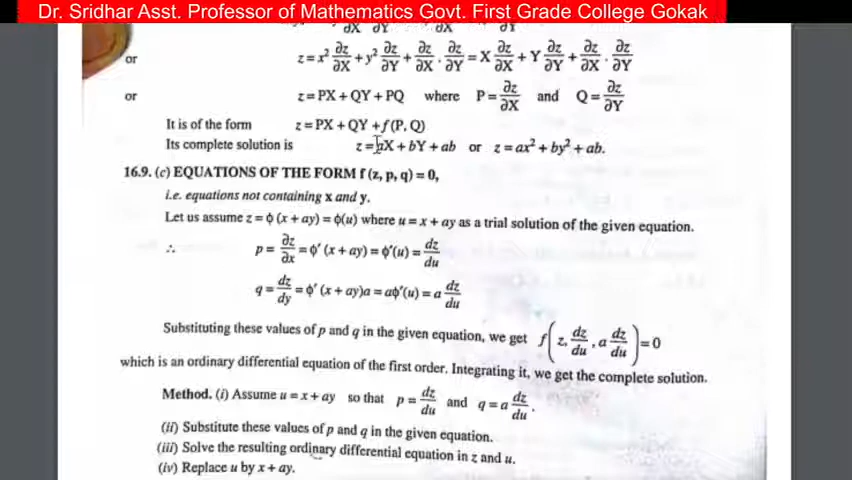 Dr. Sridhar Asst. Professor of Mathematics Govt. First Grade College Gokak
∂X ∂Y ∂X ∂Y
or z = x² ∂z/∂X + y² ∂z/∂Y + ∂z/∂X . ∂z/∂Y = X ∂z/∂X + Y ∂z/∂Y + ∂z/∂X . ∂z/∂Y
or z = PX + QY + PQ where P = ∂z/∂X and Q = ∂z/∂Y
It is of the form z = PX + QY + f(P, Q)
Its complete solution is z = aX + bY + ab or z = ax² + by² + ab.
16.9. (c) EQUATIONS OF THE FORM f (z, p, q) = 0,
i.e. equations not containing x and y.
Let us assume z = ϕ (x + ay) = ϕ(u) where u = x + ay as a trial solution of the given equation.
∴ p = ∂z/∂x = ϕ′ (x + ay) = ϕ′(u) = dz/du
q = dz/dy = ϕ′ (x + ay)a = aϕ′(u) = a dz/du
Substituting these values of p and q in the given equation, we get f(z, dz/du, a dz/du) = 0
which is an ordinary differential equation of the first order. Integrating it, we get the complete solution.
Method. (i) Assume u = x + ay so that p = dz/du and q = a dz/du.
(ii) Substitute these values of p and q in the given equation.
(iii) Solve the resulting ordinary differential equation in z and u.
(iv) Replace u by x + ay.